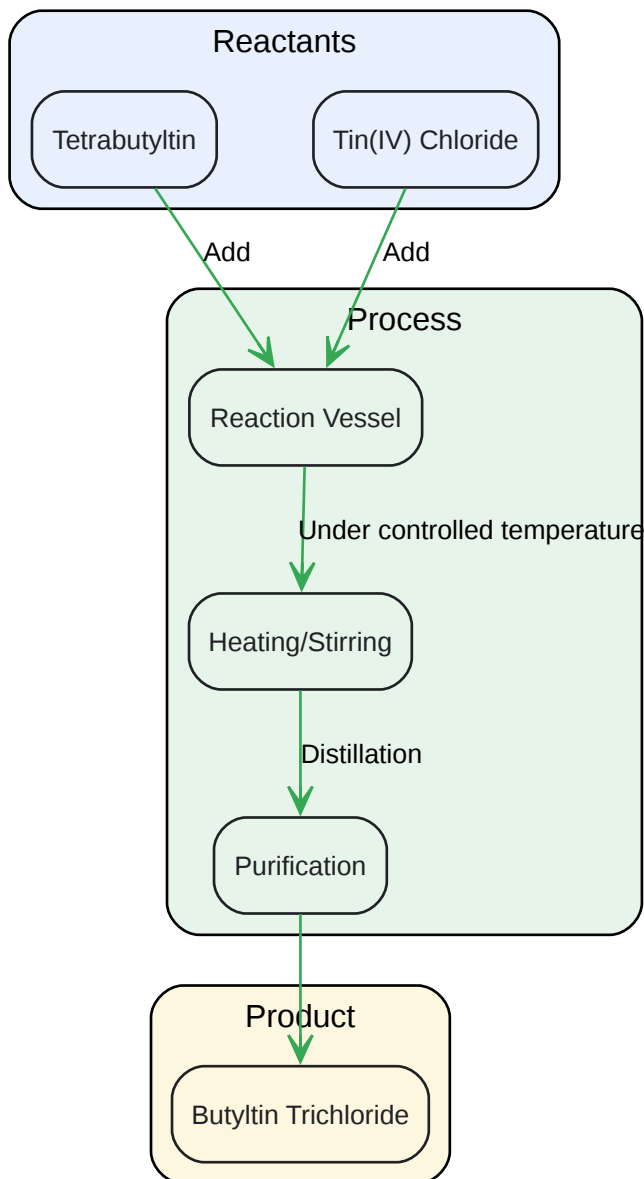 Reactants
Tetrabutyltin
Tin(IV) Chloride
Add
Add
Process
Reaction Vessel
Under controlled temperature
Heating/Stirring
Distillation
Purification
Product
Butyltin Trichloride